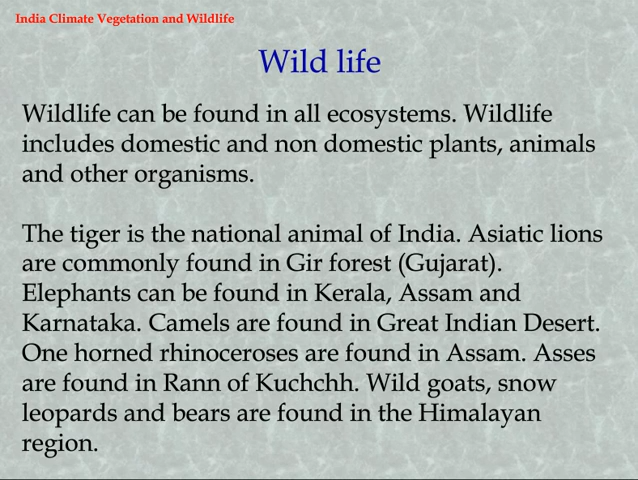 India Climate Vegetation and Wildlife
Wild life
Wildlife can be found in all ecosystems. Wildlife
includes domestic and non domestic plants, animals
and other organisms.
The tiger is the national animal of India. Asiatic lions
are commonly found in Gir forest (Gujarat).
Elephants can be found in Kerala, Assam and
Karnataka. Camels are found in Great Indian Desert.
One horned rhinoceroses are found in Assam. Asses
are found in Rann of Kuchchh. Wild goats, snow
leopards and bears are found in the Himalayan
region.